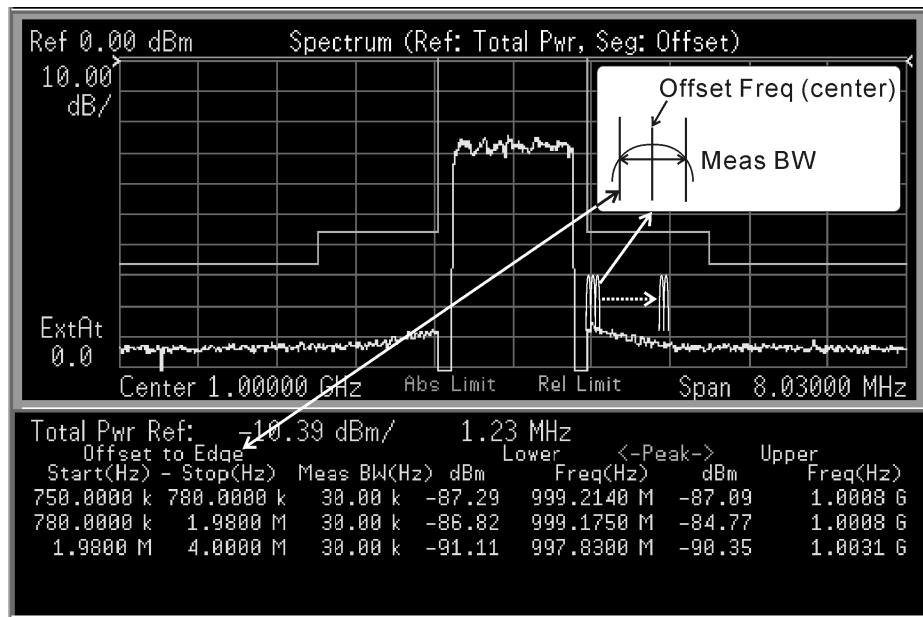 Ref 0.00 dBm Spectrum (Ref: Total Pwr, Seg: Offset)
10.00
dB/
Offset Freq (center)
Meas BW
ExtAt
0.0
Center 1.00000 GHz Abs Limit Rel Limit Span 8.03000 MHz
Total Pwr Ref: -10.39 dBm/ 1.23 MHz
Offset to Edge Lower <-Peak-> Upper
Start(Hz) - Stop(Hz) Meas BW(Hz) dBm Freq(Hz) dBm Freq(Hz)
750.0000 k 780.0000 k 30.00 k -87.29 999.2140 M -87.09 1.0008 G
780.0000 k 1.9800 M 30.00 k -86.82 999.1750 M -84.77 1.0008 G
1.9800 M 4.0000 M 30.00 k -91.11 997.8300 M -90.35 1.0031 G